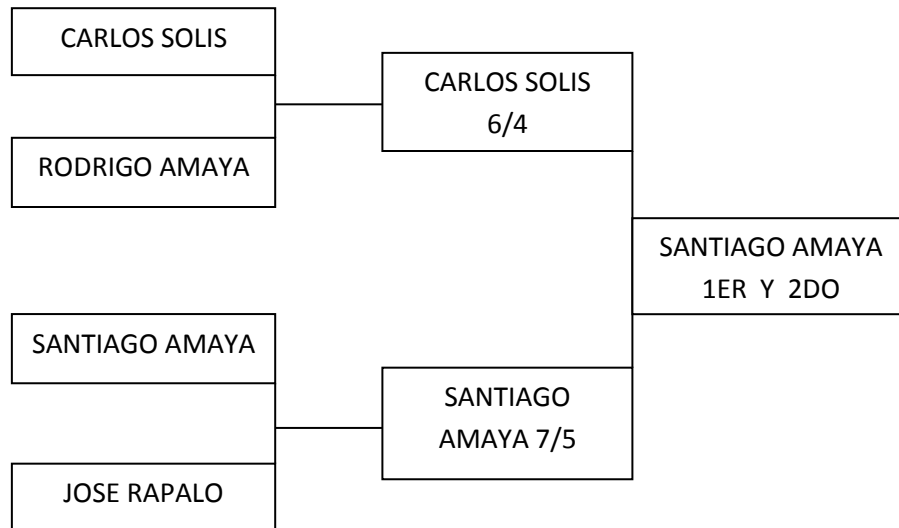 CARLOS SOLIS
RODRIGO AMAYA
SANTIAGO AMAYA
JOSE RAPALO
CARLOS SOLIS
6/4
SANTIAGO
AMAYA 7/5
SANTIAGO AMAYA
1ER Y 2DO